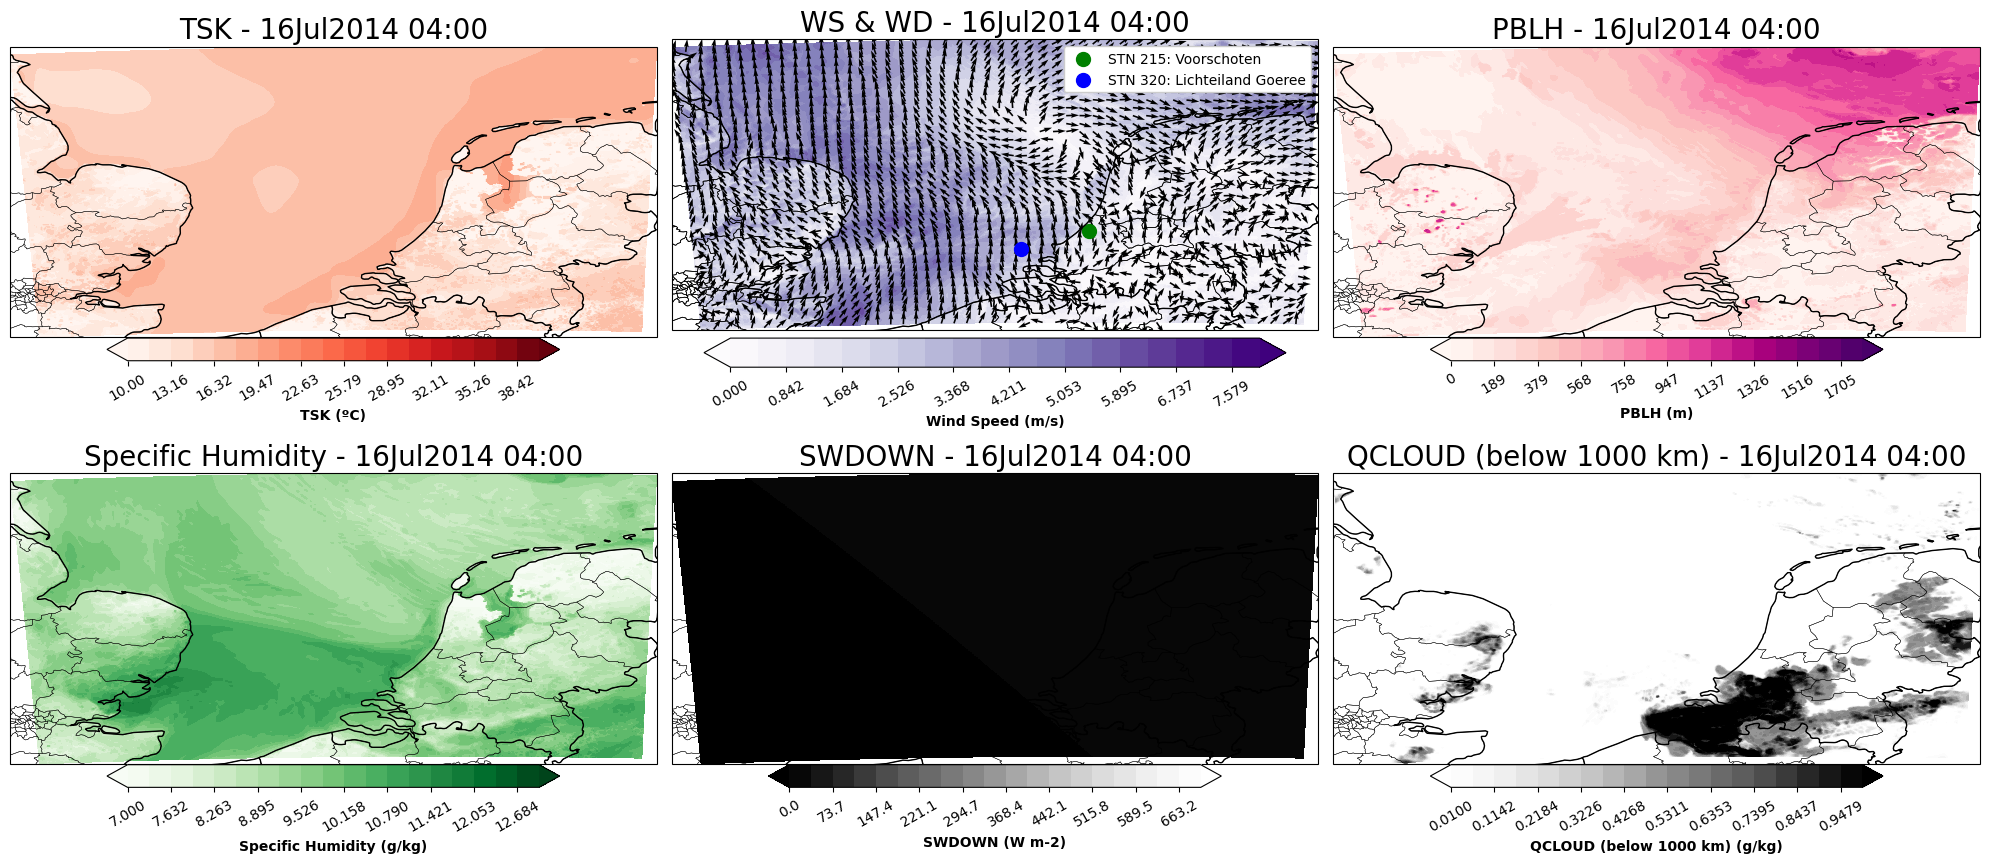 TSK - 16Jul2014 04:00
WS & WD - 16Jul2014 04:00
PBLH - 16Jul2014 04:00
STN 215: Voorschoten
STN 320: Lichteiland Goeree
10.00 13.16 16.32 19.47 22.63 25.79 28.95 32.11 35.26 38.42
TSK (ºC)
0.000 0.842 1.684 2.526 3.368 4.211 5.053 5.895 6.737 7.579
Wind Speed (m/s)
0 189 379 568 758 947 1137 1326 1516 1705
PBLH (m)
Specific Humidity - 16Jul2014 04:00
SWDOWN - 16Jul2014 04:00
QCLOUD (below 1000 km) - 16Jul2014 04:00
7.000 7.632 8.263 8.895 9.526 10.158 10.790 11.421 12.053 12.684
Specific Humidity (g/kg)
0.0 73.7 147.4 221.1 294.7 368.4 442.1 515.8 589.5 663.2
SWDOWN (W m-2)
0.0100 0.1142 0.2184 0.3226 0.4268 0.5311 0.6353 0.7395 0.8437 0.9479
QCLOUD (below 1000 km) (g/kg)